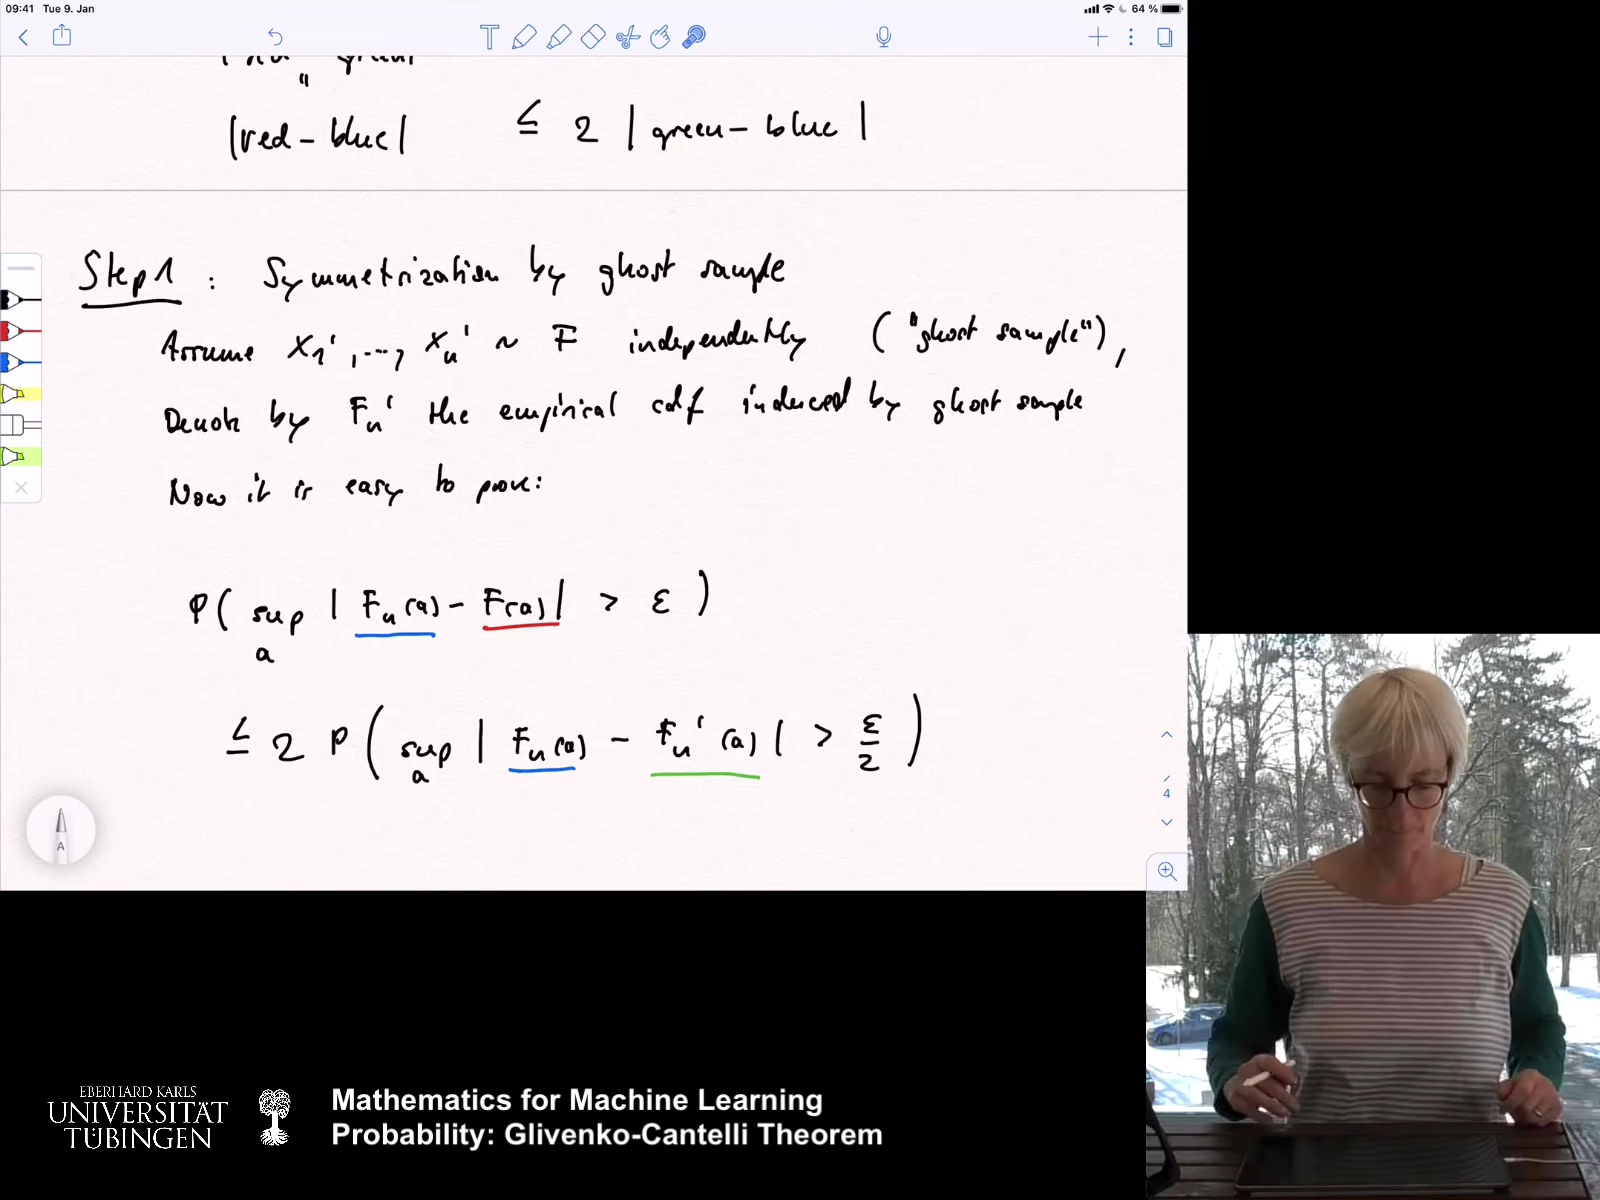 09:41 Tue 9. Jan 64 %
|red - blue| ≤ 2 | green - blue |
Step 1 : Symmetrization by ghost sample
Assume X1', ..., Xn' ~ F independently ("ghost sample"),
Denote by Fn' the empirical cdf induced by ghost sample
Now it is easy to prove:
P( sup | Fn(a) - F(a) | > ε )
a
≤ 2 P ( sup | Fn(a) - Fn'(a) | > ε/2 )
a
4
A
EBERHARD KARLS
UNIVERSITÄT
TÜBINGEN
Mathematics for Machine Learning
Probability: Glivenko-Cantelli Theorem